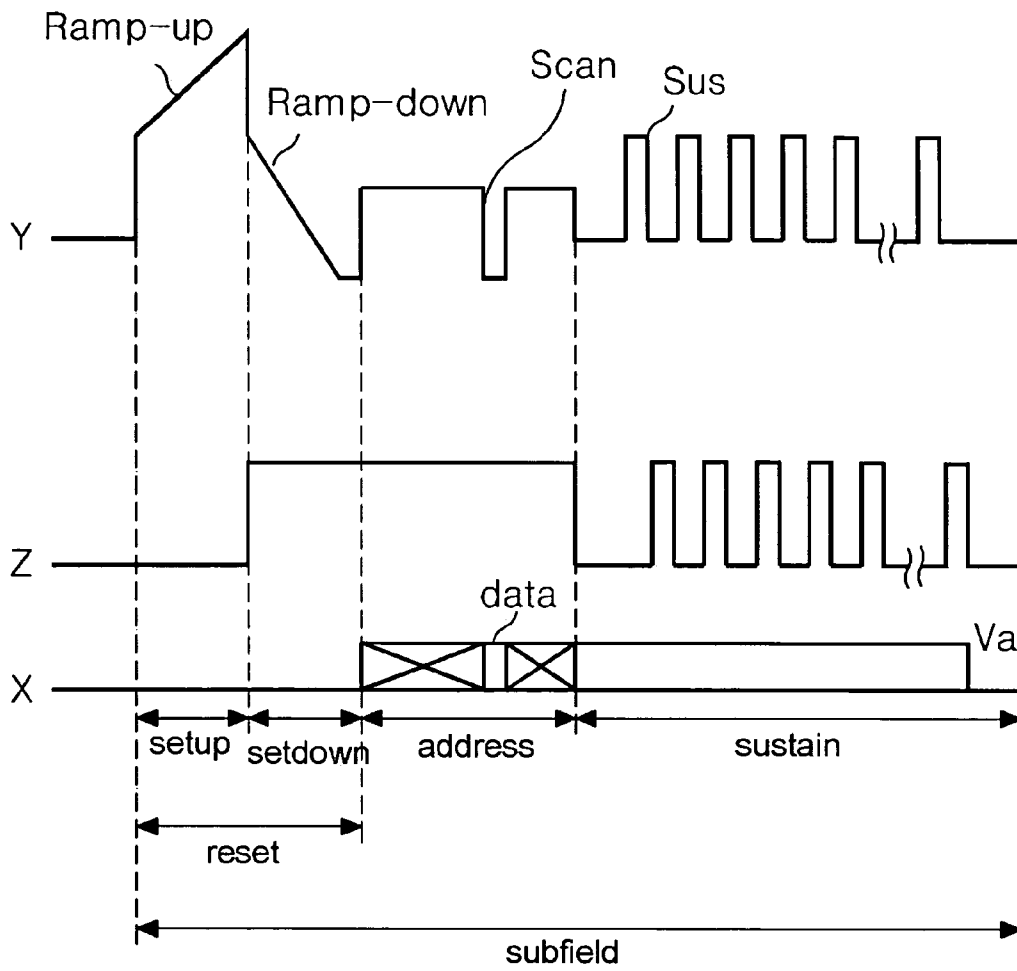 Ramp-up
Ramp-down
Scan
Sus
Y
Z
data
Va
X
setup
setdown
address
sustain
reset
subfield